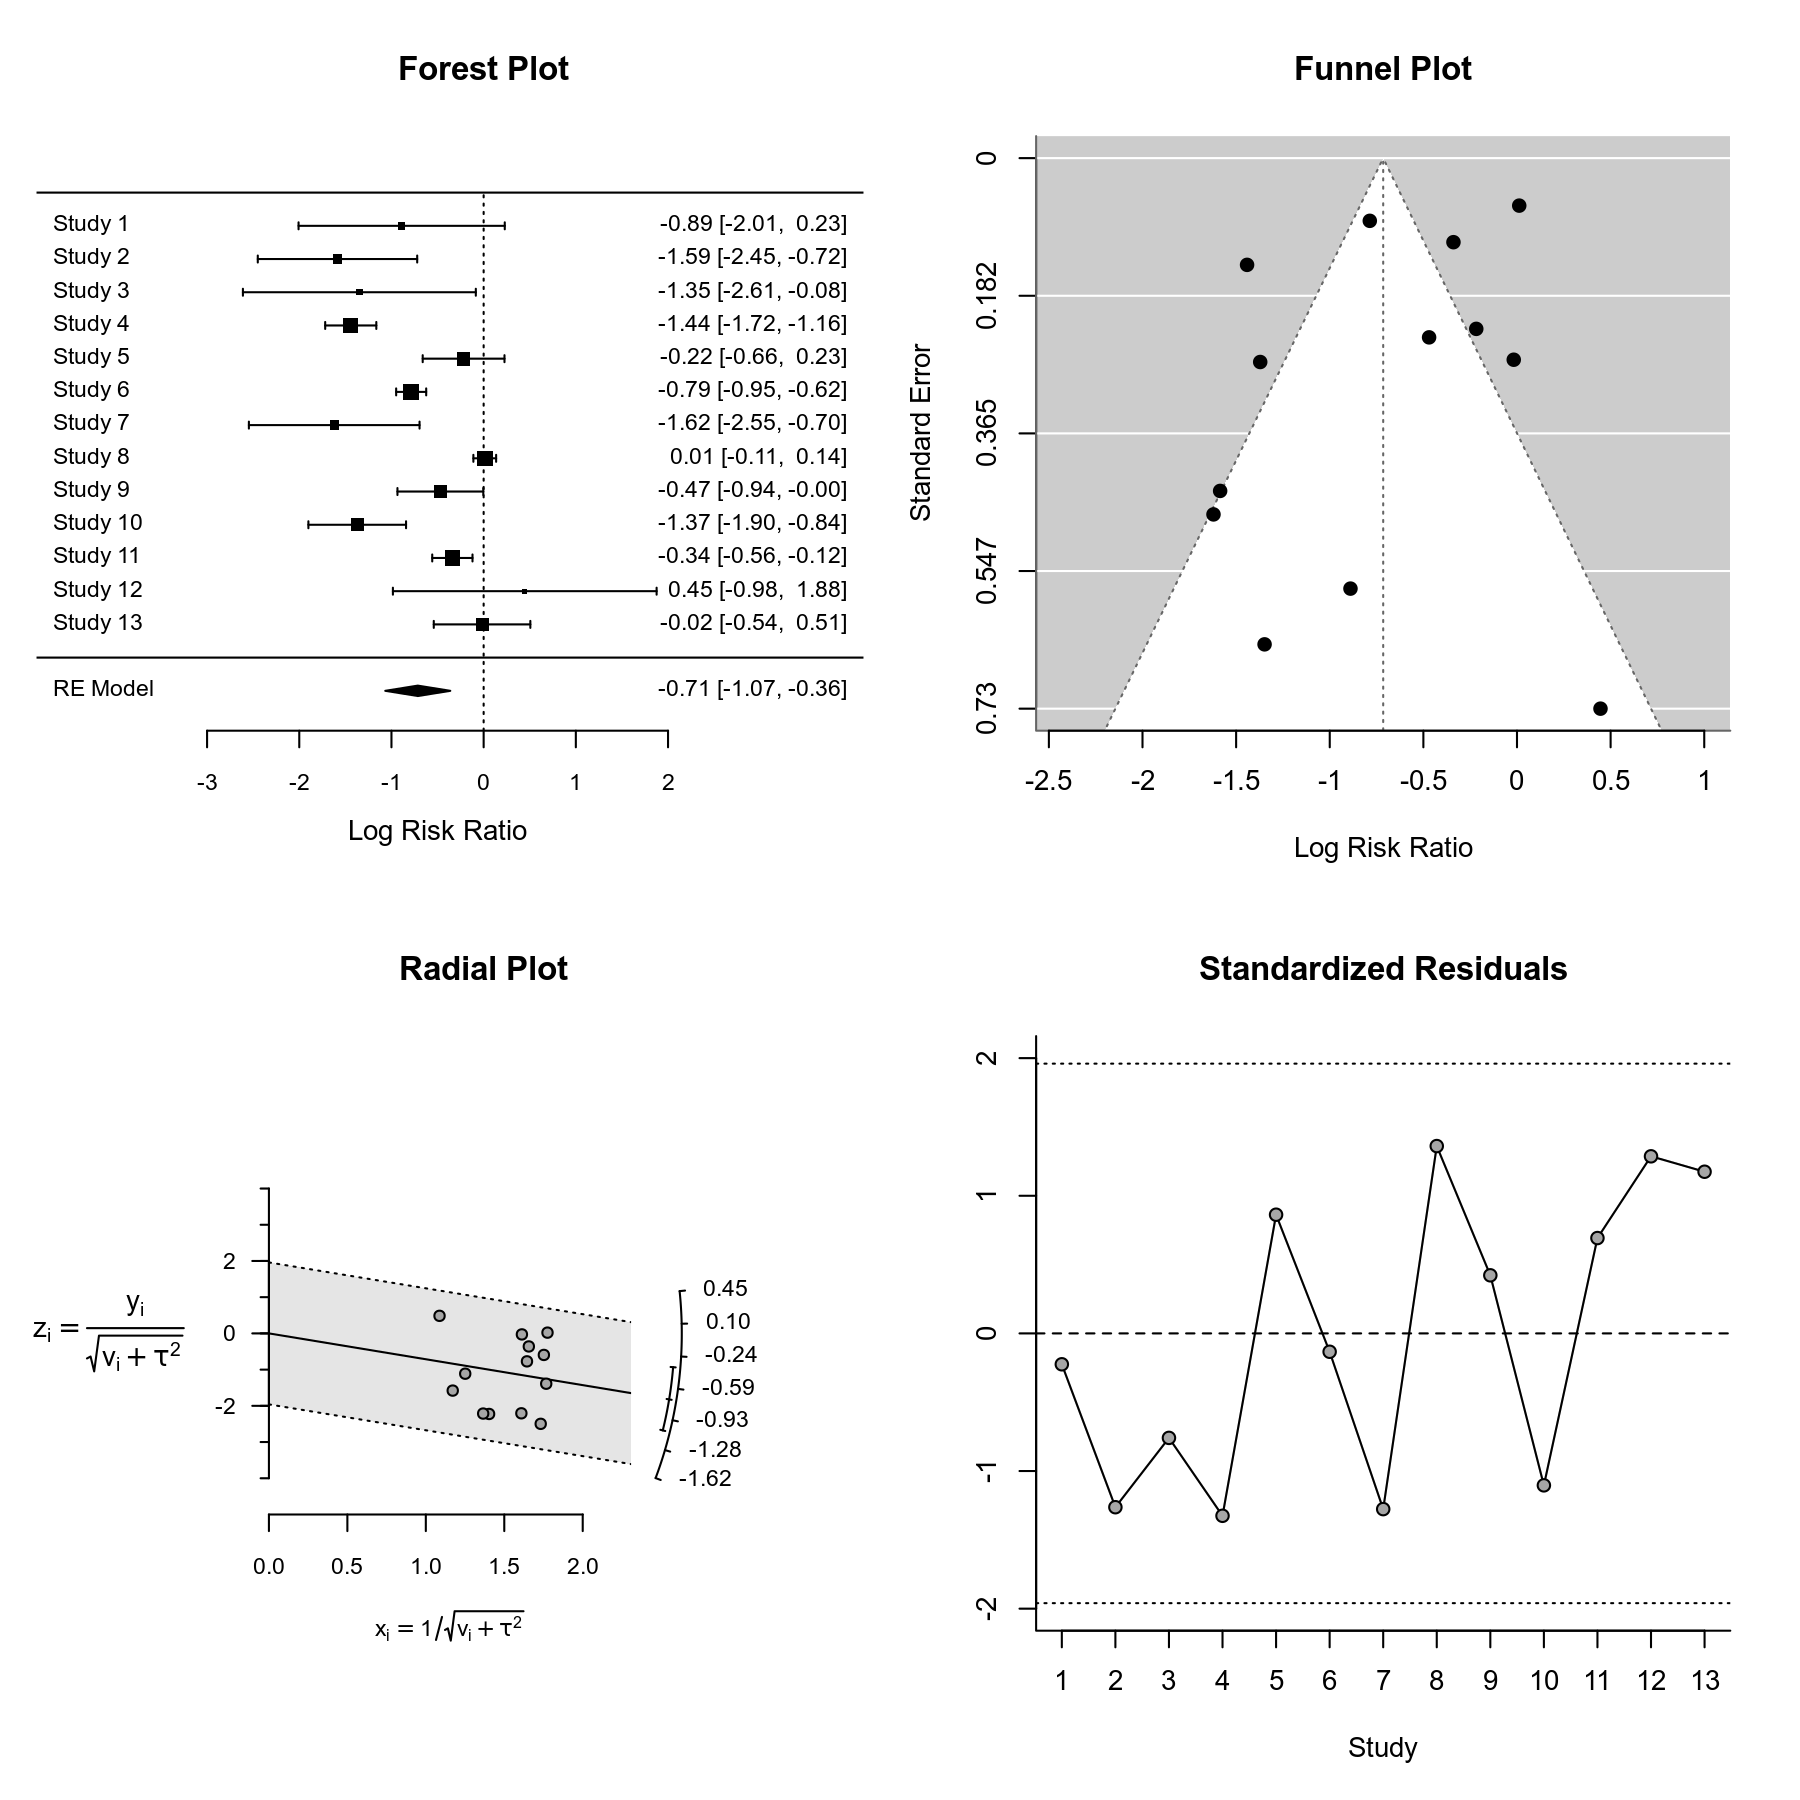 Forest Plot
Study 1 -0.89 [-2.01, 0.23]
Study 2 -1.59 [-2.45, -0.72]
Study 3 -1.35 [-2.61, -0.08]
Study 4 -1.44 [-1.72, -1.16]
Study 5 -0.22 [-0.66, 0.23]
Study 6 -0.79 [-0.95, -0.62]
Study 7 -1.62 [-2.55, -0.70]
Study 8 0.01 [-0.11, 0.14]
Study 9 -0.47 [-0.94, -0.00]
Study 10 -1.37 [-1.90, -0.84]
Study 11 -0.34 [-0.56, -0.12]
Study 12 0.45 [-0.98, 1.88]
Study 13 -0.02 [-0.54, 0.51]
RE Model -0.71 [-1.07, -0.36]
-3 -2 -1 0 1 2
Log Risk Ratio
Funnel Plot
Standard Error
0
0.182
0.365
0.547
0.73
-2.5 -2 -1.5 -1 -0.5 0 0.5 1
Log Risk Ratio
Radial Plot
zᵢ = yᵢ / √(vᵢ + τ²)
2
0
-2
0.45
0.10
-0.24
-0.59
-0.93
-1.28
-1.62
0.0 0.5 1.0 1.5 2.0
xᵢ = 1/√(vᵢ + τ²)
Standardized Residuals
2
1
0
-1
-2
1 2 3 4 5 6 7 8 9 10 11 12 13
Study